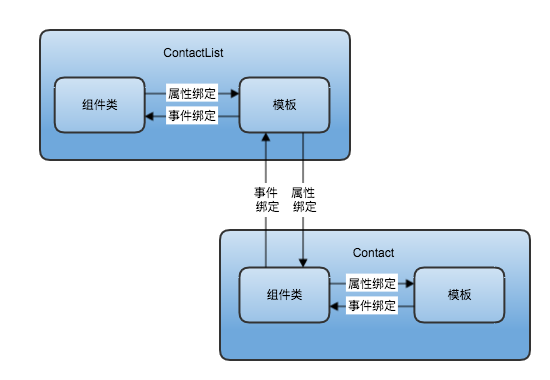 ContactList
组件类
属性绑定
事件绑定
模板
事件
绑定
属性
绑定
Contact
组件类
属性绑定
事件绑定
模板